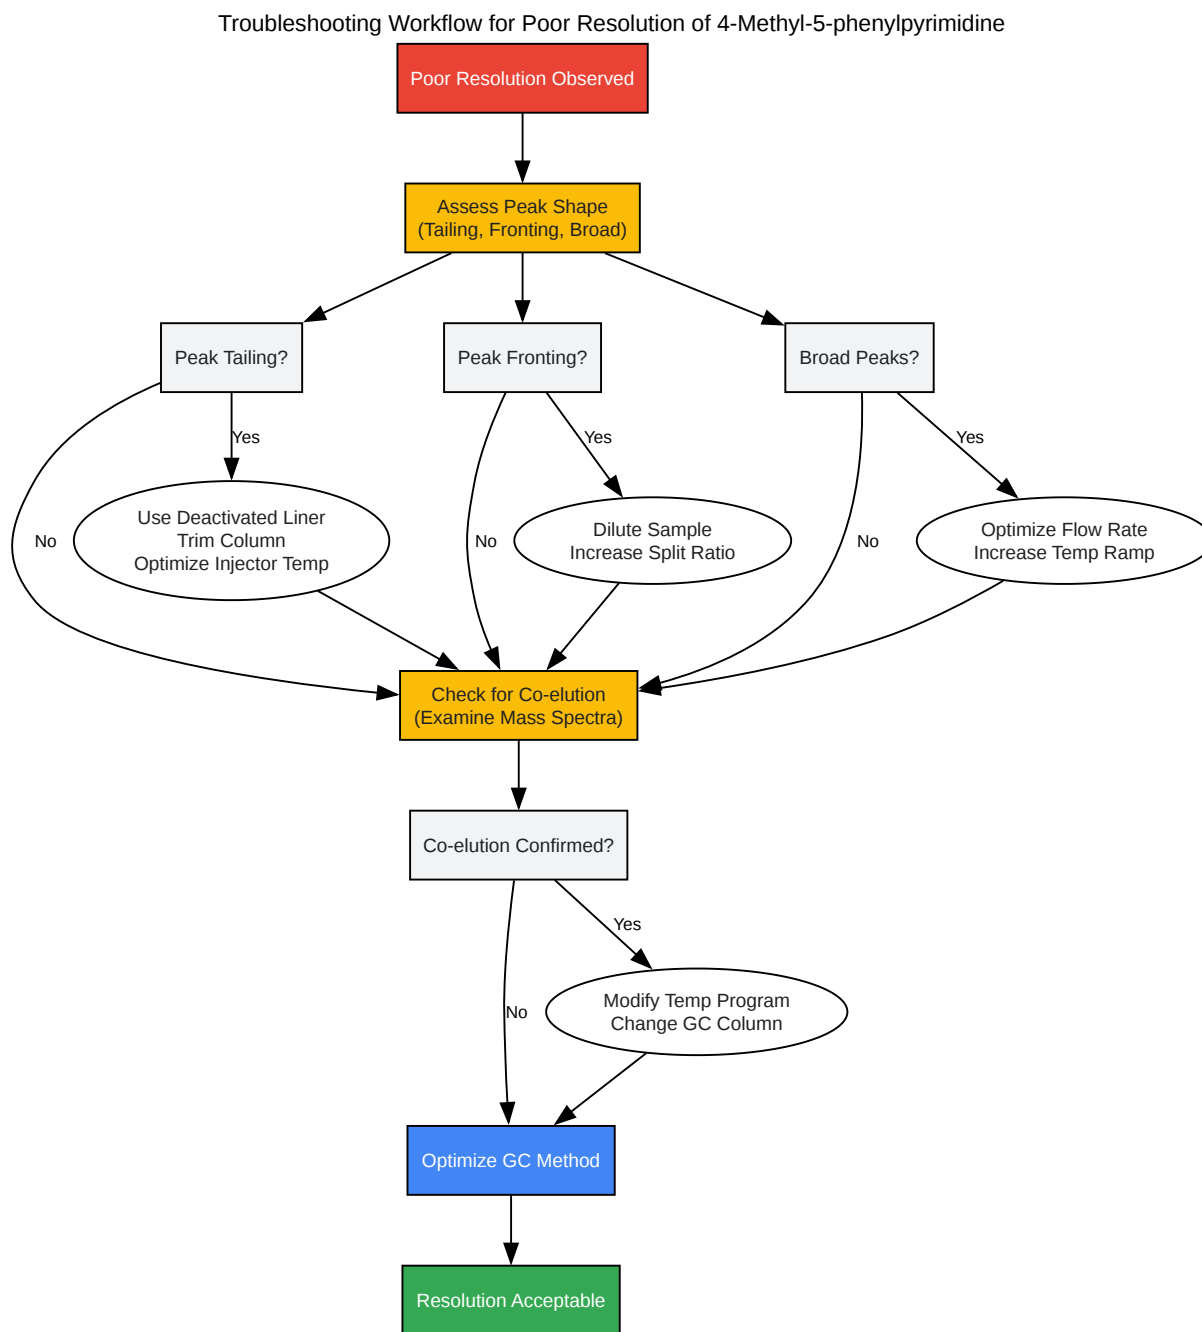 Troubleshooting Workflow for Poor Resolution of 4-Methyl-5-phenylpyrimidine
Poor Resolution Observed
Assess Peak Shape
(Tailing, Fronting, Broad)
Peak Tailing?
Peak Fronting?
Broad Peaks?
Yes
Yes
Yes
Use Deactivated Liner
Trim Column
Optimize Injector Temp
Dilute Sample
Increase Split Ratio
Optimize Flow Rate
Increase Temp Ramp
No
No
No
Check for Co-elution
(Examine Mass Spectra)
Co-elution Confirmed?
Yes
No
Modify Temp Program
Change GC Column
Optimize GC Method
Resolution Acceptable